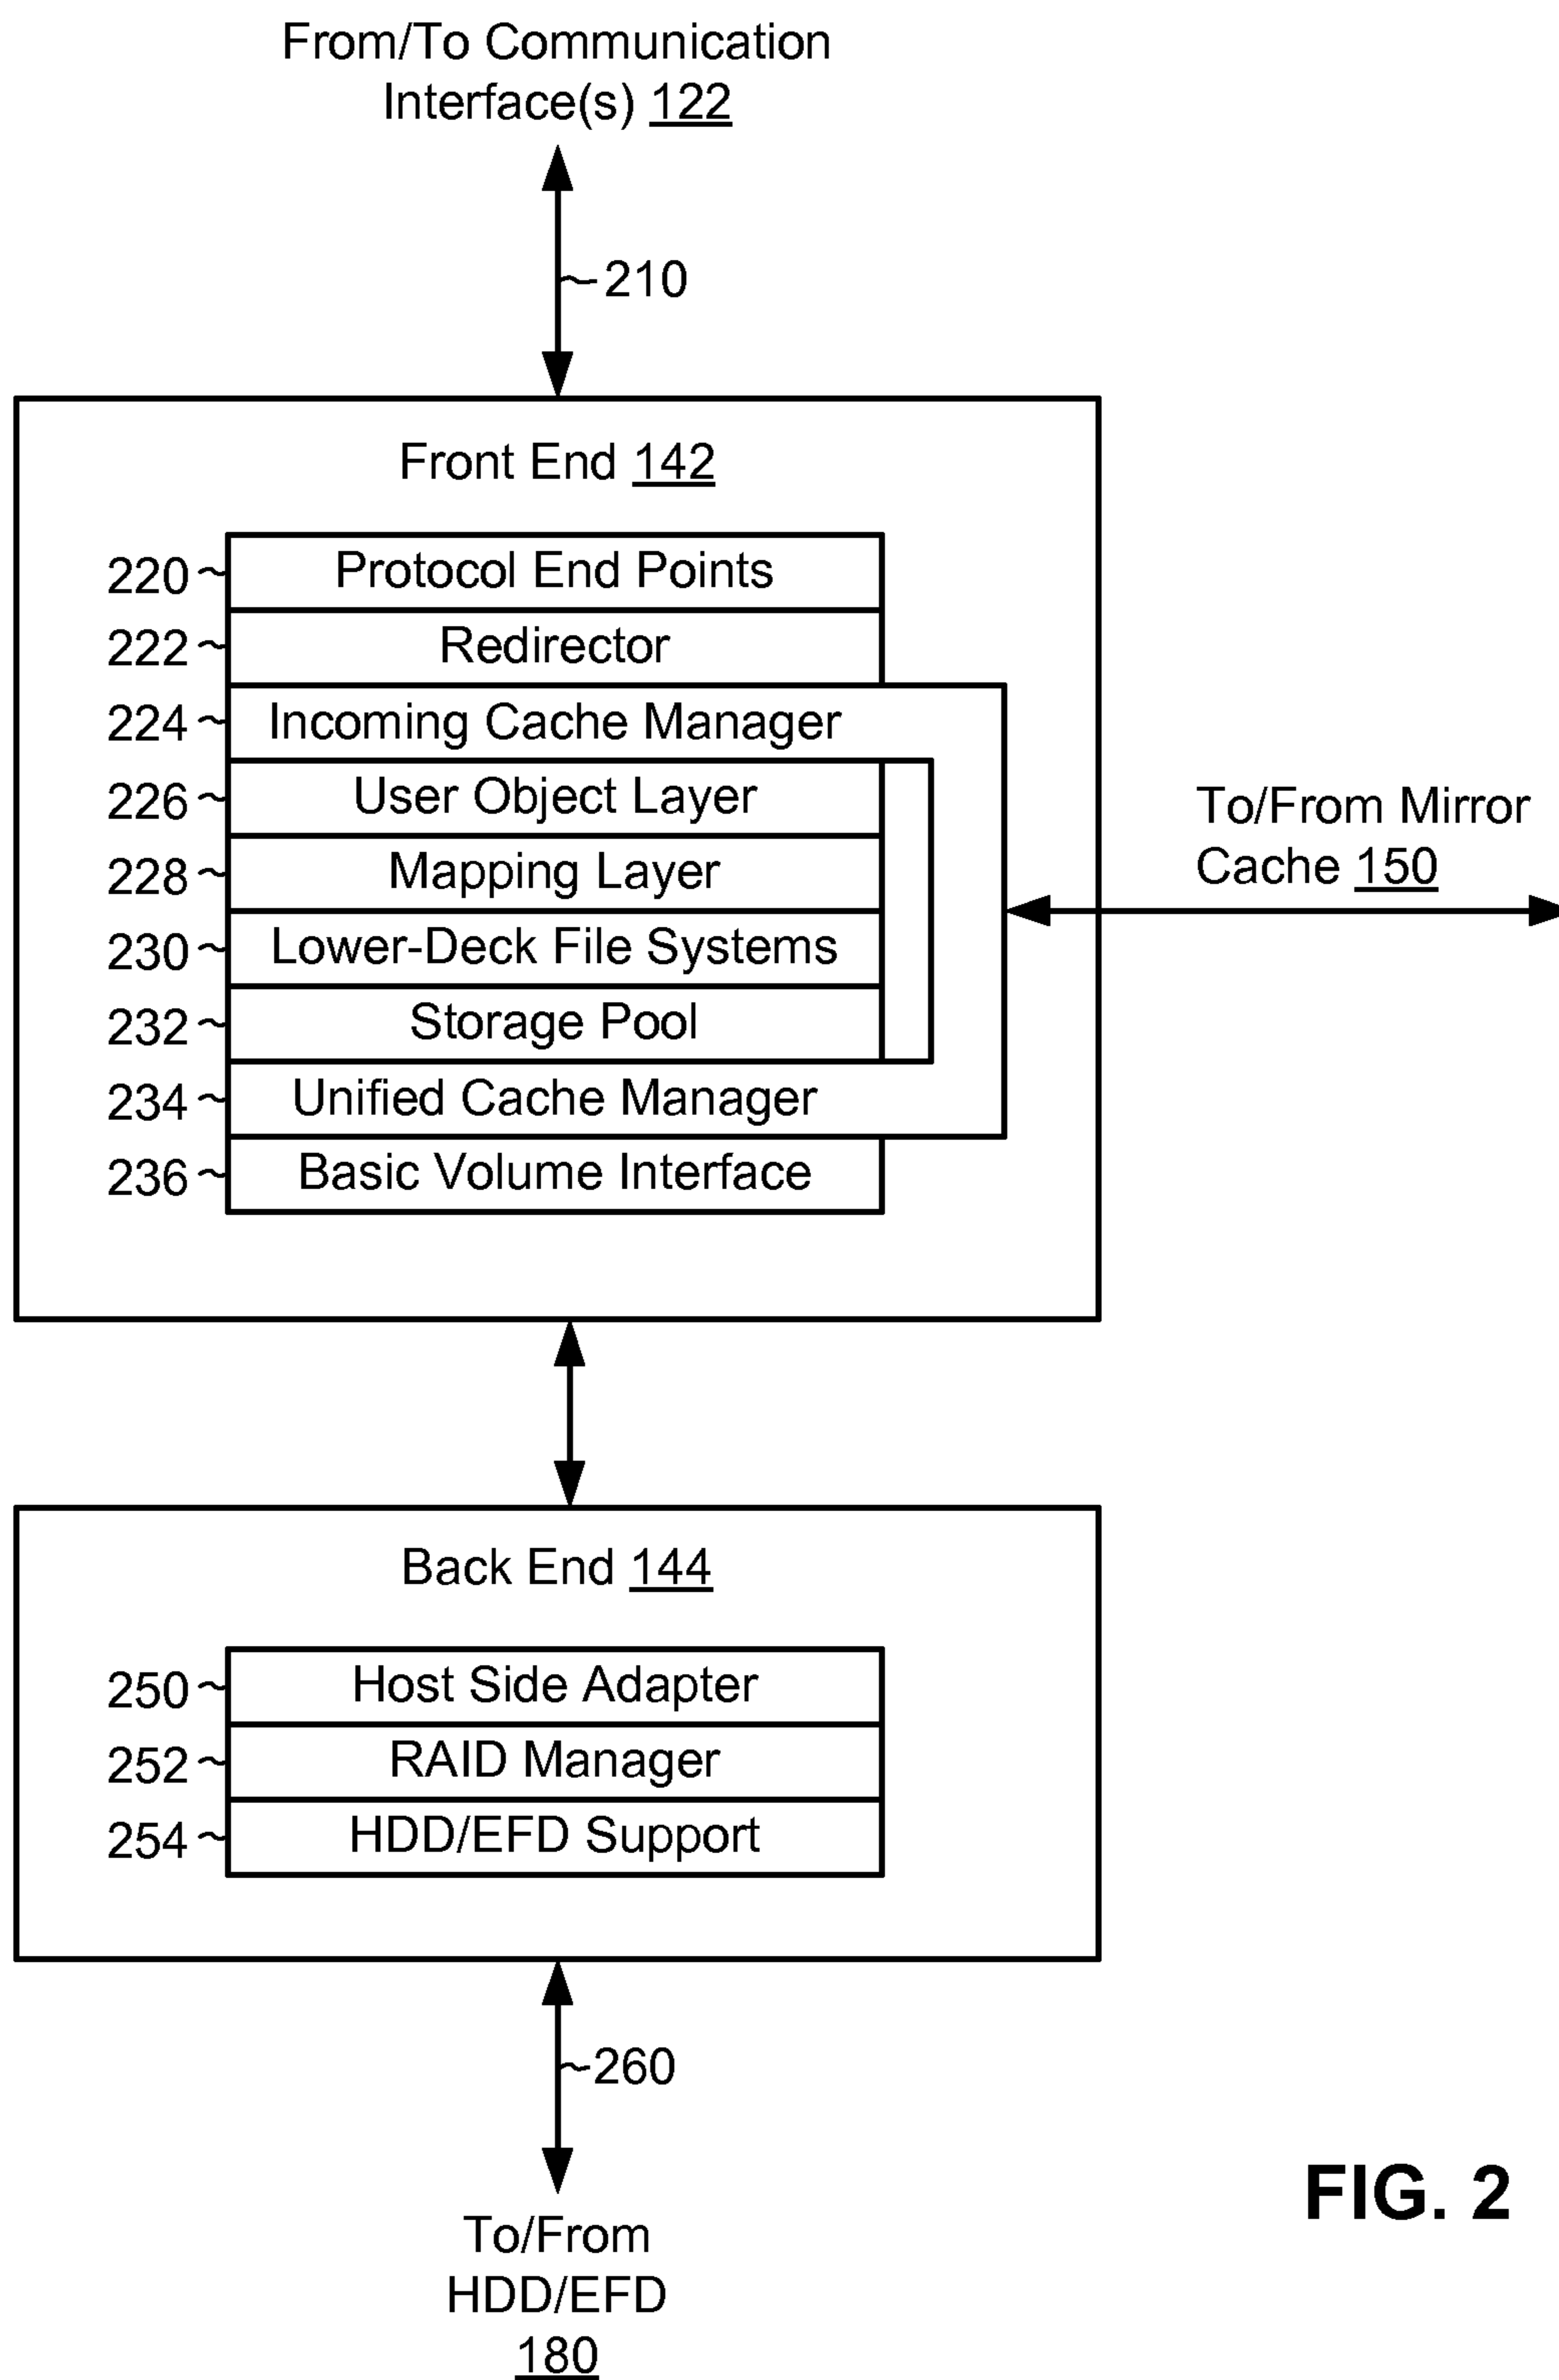 From/To Communication
Interface(s) 122
210
Front End 142
220 Protocol End Points
222 Redirector
224 Incoming Cache Manager
226 User Object Layer
228 Mapping Layer
230 Lower-Deck File Systems
232 Storage Pool
234 Unified Cache Manager
236 Basic Volume Interface
To/From Mirror
Cache 150
Back End 144
250 Host Side Adapter
252 RAID Manager
254 HDD/EFD Support
260
To/From
HDD/EFD
180
FIG. 2